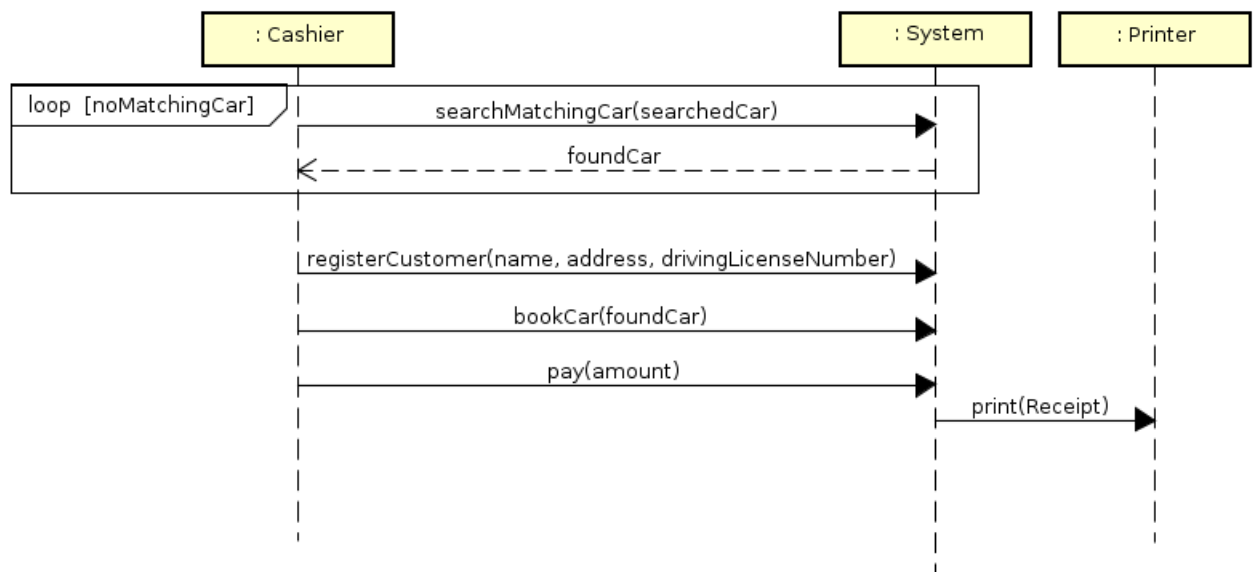 : Cashier
: System
: Printer
loop [noMatchingCar]
searchMatchingCar(searchedCar)
foundCar
registerCustomer(name, address, drivingLicenseNumber)
bookCar(foundCar)
pay(amount)
print(Receipt)